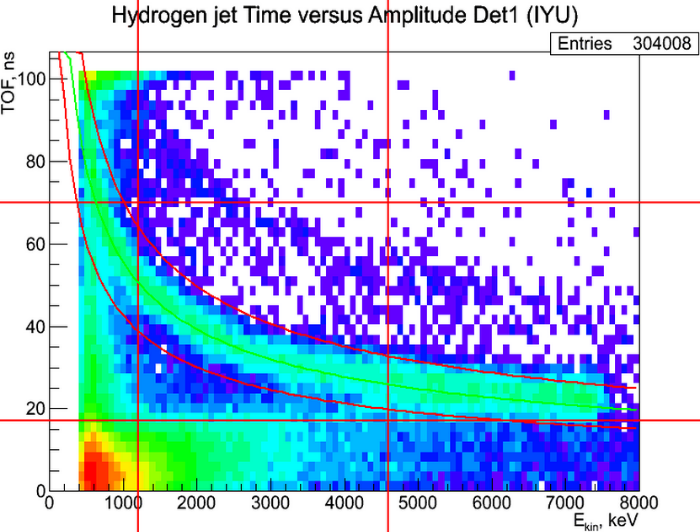 Hydrogen jet Time versus Amplitude Det1 (IYU)
Entries 304008
TOF, ns
100
80
60
40
20
0
0 1000 2000 3000 4000 5000 6000 7000 8000
Ekin, keV